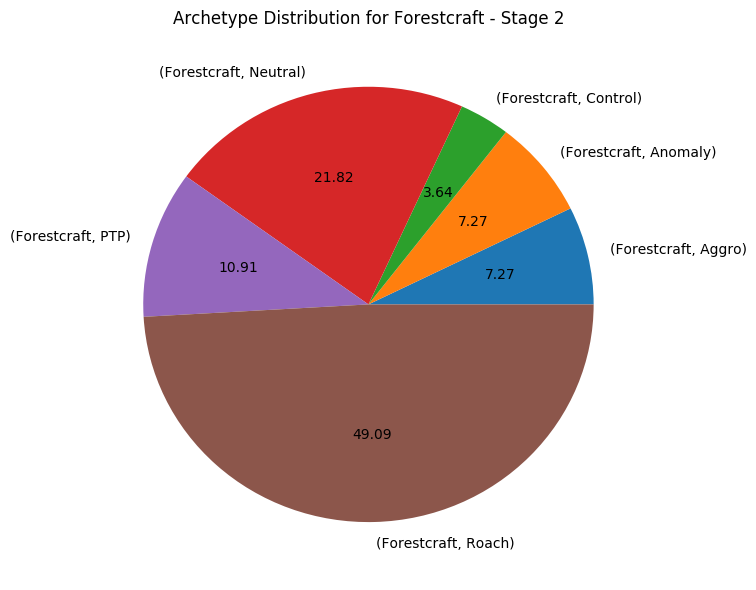 Archetype Distribution for Forestcraft - Stage 2
(Forestcraft, Neutral)
(Forestcraft, Control)
(Forestcraft, Anomaly)
21.82
3.64
7.27
(Forestcraft, PTP)
(Forestcraft, Aggro)
10.91
7.27
49.09
(Forestcraft, Roach)